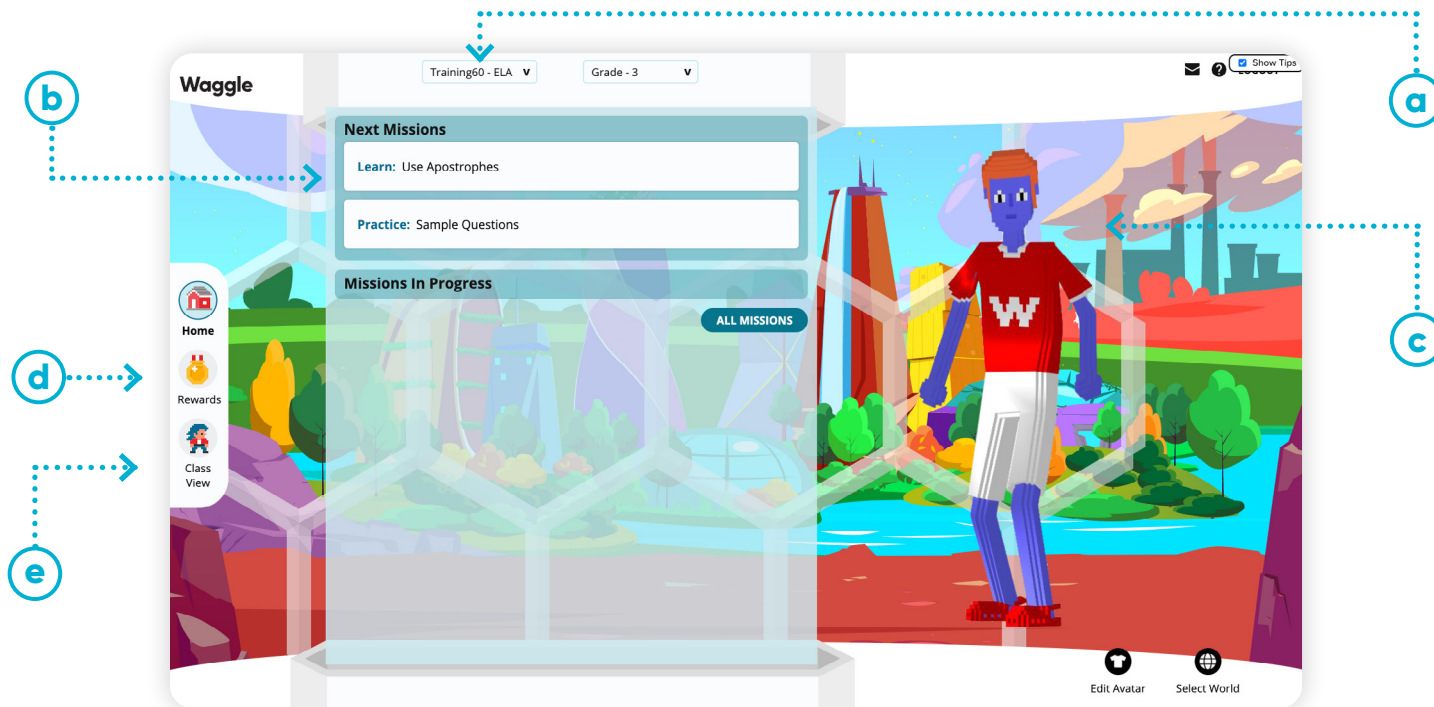 a
Training60 - ELA v
Grade - 3 v
Show Tips
Waggle
b
Next Missions
Learn: Use Apostrophes
Practice: Sample Questions
Missions In Progress
ALL MISSIONS
W
c
Home
d
Rewards
Class
View
e
Edit Avatar
Select World